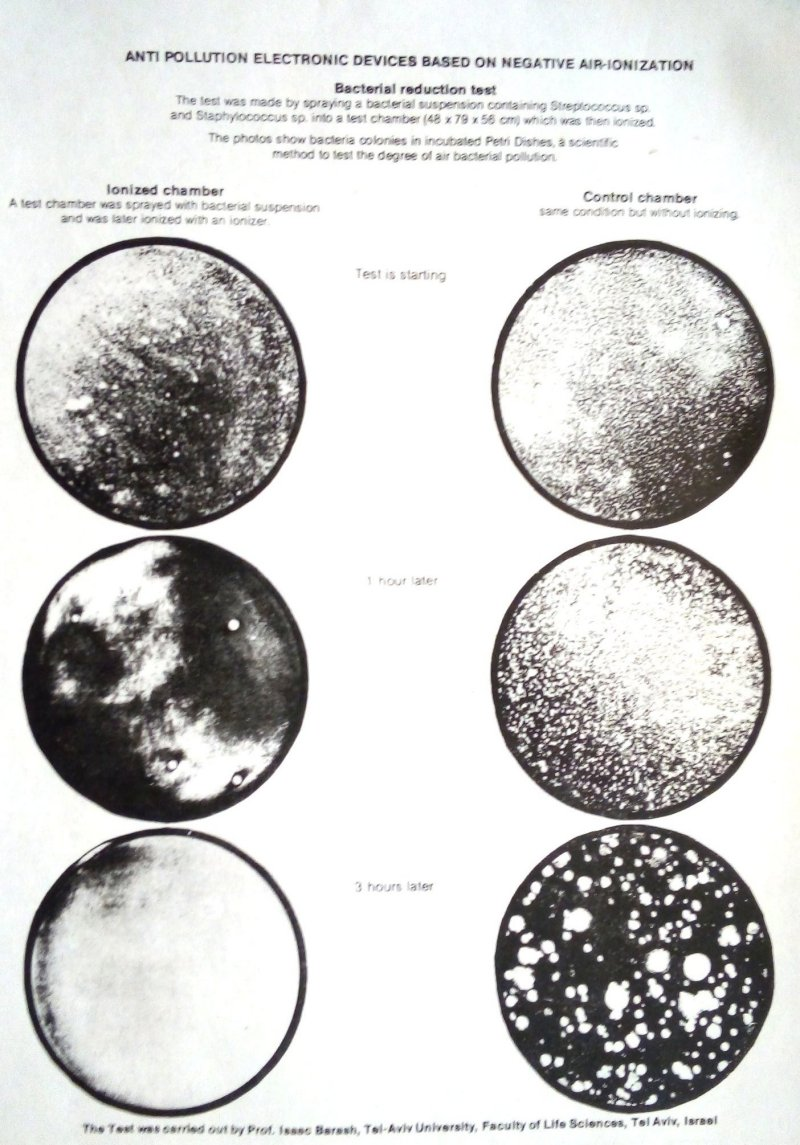 ANTI POLLUTION ELECTRONIC DEVICES BASED ON NEGATIVE AIR-IONIZATION
Bacterial reduction test
The test was made by spraying a bacterial suspension containing Streptococcus sp.
and Staphylococcus sp. into a test chamber (48 x 79 x 56 cm) which was then ionized.
The photos show bacteria colonies in incubated Petri Dishes, a scientific
method to test the degree of air bacterial pollution.
Ionized chamber
A test chamber was sprayed with bacterial suspension
and was later ionized with an ionizer.
Control chamber
same condition but without ionizing.
Test is starting
1 hour later
3 hours later
The Test was carried out by Prof. Isaac Barash, Tel-Aviv University, Faculty of Life Sciences, Tel Aviv, Israel